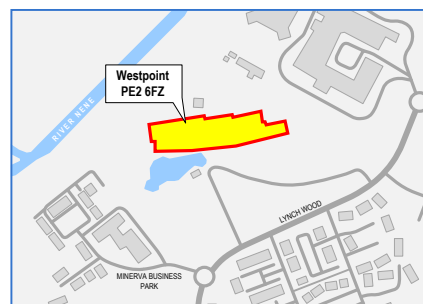 Westpoint
PE2 6FZ
RIVER NENE
LYNCH WOOD
MINERVA BUSINESS
PARK